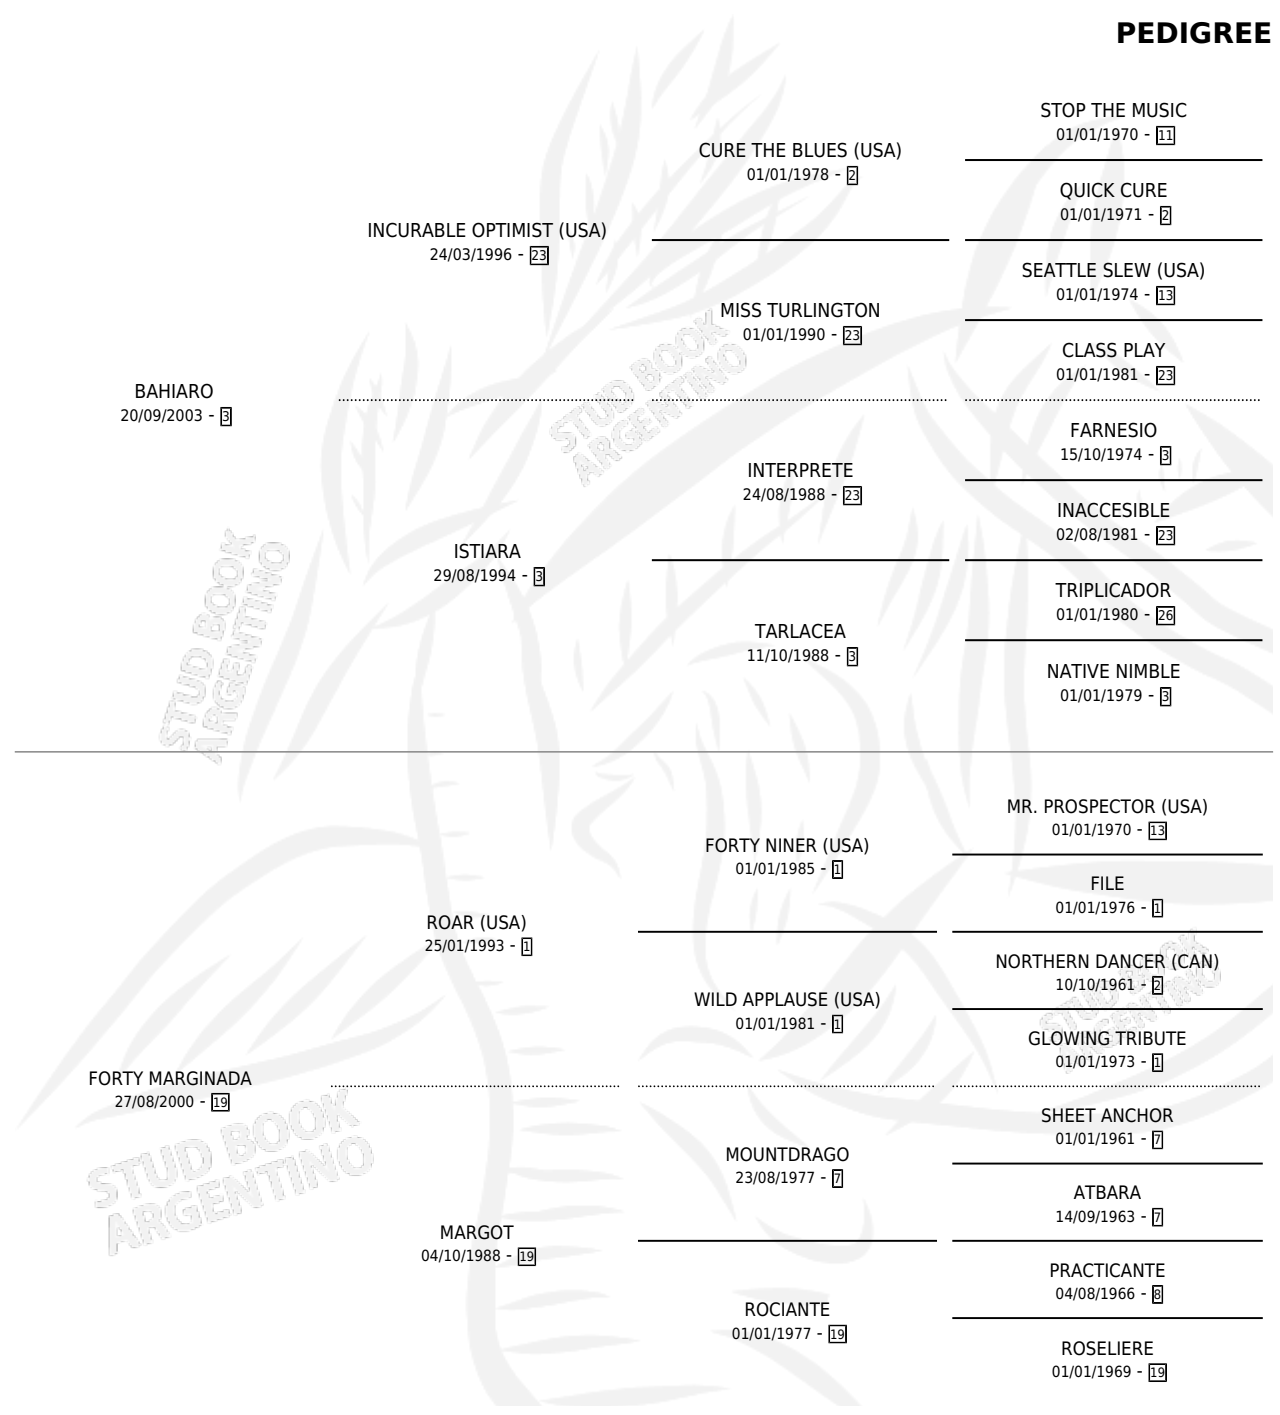 PEDIGREE
STOP THE MUSIC
01/01/1970 - 11
CURE THE BLUES (USA)
01/01/1978 - 2
QUICK CURE
01/01/1971 - 2
INCURABLE OPTIMIST (USA)
24/03/1996 - 23
SEATTLE SLEW (USA)
01/01/1974 - 13
MISS TURLINGTON
01/01/1990 - 23
CLASS PLAY
01/01/1981 - 23
BAHIARO
20/09/2003 - 3
FARNESIO
15/10/1974 - 3
INTERPRETE
24/08/1988 - 23
INACCESIBLE
02/08/1981 - 23
ISTIARA
29/08/1994 - 3
TRIPLICADOR
01/01/1980 - 26
TARLACEA
11/10/1988 - 3
NATIVE NIMBLE
01/01/1979 - 3
MR. PROSPECTOR (USA)
01/01/1970 - 13
FORTY NINER (USA)
01/01/1985 - 1
FILE
01/01/1976 - 1
ROAR (USA)
25/01/1993 - 1
NORTHERN DANCER (CAN)
10/10/1961 - 2
WILD APPLAUSE (USA)
01/01/1981 - 1
GLOWING TRIBUTE
01/01/1973 - 1
FORTY MARGINADA
27/08/2000 - 19
SHEET ANCHOR
01/01/1961 - 7
MOUNTDRAGO
23/08/1977 - 7
ATBARA
14/09/1963 - 7
MARGOT
04/10/1988 - 19
PRACTICANTE
04/08/1966 - 8
ROCIANTE
01/01/1977 - 19
ROSELIERE
01/01/1969 - 19
STUD BOOK
ARGENTINO
STUD BOOK
ARGENTINO
STUD BOOK
ARGENTINO
STUD BOOK
ARGENTINO